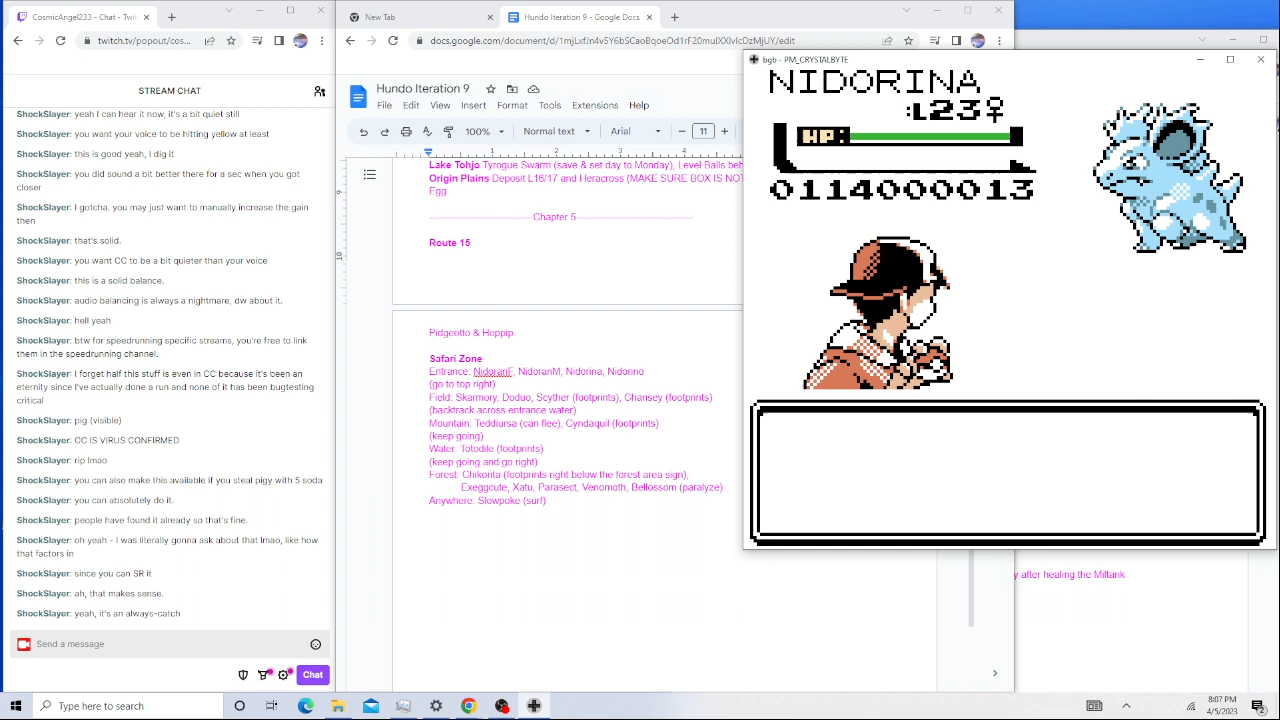 CosmicAngel233 - Chat - Twit
New Tab
Hundo Iteration 9 - Google Docs
twitch.tv/popout/cos...
docs.google.com/document/d/1mjLxfJn4v5Y6bSCaoBqoeOd1rF20mulXXlvlcDzMjUY/edit
STREAM CHAT
ShockSlayer: yeah I can hear it now, it's a bit quiet still
ShockSlayer: you want your voice to be hitting yellow at least
ShockSlayer: this is good yeah, I dig it
ShockSlayer: you did sound a bit better there for a sec when you got
closer
ShockSlayer: I gotcha. you may just want to manually increase the gain
then
ShockSlayer: that's solid.
ShockSlayer: you want CC to be a bit quieter than your voice
ShockSlayer: this is a solid balance.
ShockSlayer: audio balancing is always a nightmare, dw about it.
ShockSlayer: hell yeah
ShockSlayer: btw for speedrunning specific streams, you're free to link
them in the speedrunning channel.
ShockSlayer: I forget half this stuff is even in CC because it's been an
eternity since I've actually done a run and none of it has been bugtesting
critical
ShockSlayer: pig (visible)
ShockSlayer: CC IS VIRUS CONFIRMED
ShockSlayer: rip lmao
ShockSlayer: you can also make this available if you steal pigy with 5 soda
ShockSlayer: you can absolutely do it.
ShockSlayer: people have found it already so that's fine.
ShockSlayer: oh yeah - I was literally gonna ask about that lmao, like how
that factors in
ShockSlayer: since you can SR it
ShockSlayer: ah, that makes sense.
ShockSlayer: yeah, it's an always-catch
Send a message
Chat
Hundo Iteration 9
File Edit View Insert Format Tools Extensions Help
100% Normal text Arial 11
1 2 3 4
9
10
Lake Tohjo Tyrogue Swarm (save & set day to Monday), Level Balls beh
Origin Plains Deposit L16/17 and Heracross (MAKE SURE BOX IS NOT
Egg
Chapter 5
Route 15
Pidgeotto & Hoppip
Safari Zone
Entrance: NidoranF, NidoranM, Nidorina, Nidorino
(go to top right)
Field: Skarmory, Doduo, Scyther (footprints), Chansey (footprints)
(backtrack across entrance water)
Mountain: Teddiursa (can flee), Cyndaquil (footprints)
(keep going)
Water: Totodile (footprints)
(keep going and go right)
Forest: Chikorita (footprints right below the forest area sign),
Exeggcute, Xatu, Parasect, Venomoth, Bellossom (paralyze)
Anywhere: Slowpoke (surf)
y after healing the Miltank
bgb - PM_CRYSTALBYTE
NIDORINA
:L23♀
HP:
0114000013
Type here to search
8:07 PM
4/5/2023
2